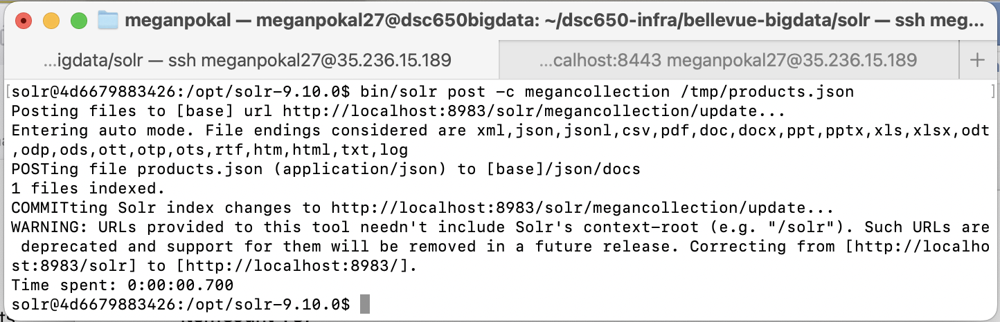 meganpokal — meganpokal27@dsc650bigdata: ~/dsc650-infra/bellevue-bigdata/solr — ssh meg...
...igdata/solr — ssh meganpokal27@35.236.15.189
...calhost:8443 meganpokal27@35.236.15.189
[solr@4d6679883426:/opt/solr-9.10.0$ bin/solr post -c megancollection /tmp/products.json ]
Posting files to [base] url http://localhost:8983/solr/megancollection/update...
Entering auto mode. File endings considered are xml,json,jsonl,csv,pdf,doc,docx,ppt,pptx,xls,xlsx,odt
,odp,ods,ott,otp,ots,rtf,htm,html,txt,log
POSTing file products.json (application/json) to [base]/json/docs
1 files indexed.
COMMITting Solr index changes to http://localhost:8983/solr/megancollection/update...
WARNING: URLs provided to this tool needn't include Solr's context-root (e.g. "/solr"). Such URLs are
 deprecated and support for them will be removed in a future release. Correcting from [http://localho
st:8983/solr] to [http://localhost:8983/].
Time spent: 0:00:00.700
solr@4d6679883426:/opt/solr-9.10.0$